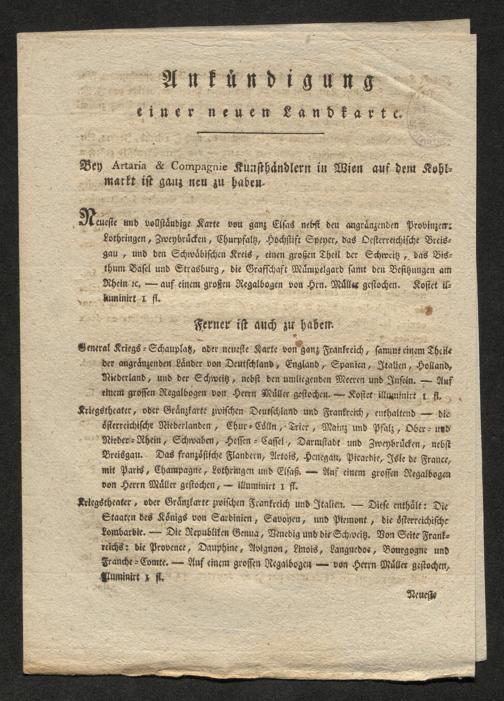 Ankündigung
einer neuen Landkarte.
Bey Artaria & Compagnie Kunsthändlern in Wien auf dem Kohl-
markt ist ganz neu zu haben.
Neueste und vollständige Karte von ganz Elsas nebst den angränzenden Provinzen:
Lothringen, Zweybrücken, Churpfalz, Hochstift Speyer, das Oesterreichische Breis-
gau, und den Schwäbischen Kreis, einen großen Theil der Schweitz, das Bis-
thum Basel und Strasburg, die Grafschaft Mümpelgard samt den Besitzungen am
Rhein ꝛc. — auf einem großen Regalbogen von Hrn. Müller gestochen. Kostet il-
luminirt 1 fl.
Ferner ist auch zu haben.
General Kriegs-Schauplatz, oder neueste Karte von ganz Frankreich, sammt einem Theile
der angränzenden Länder von Deutschland, England, Spanien, Italien, Holland,
Niederland, und der Schweitz, nebst den umliegenden Meeren und Inseln. — Auf
einem grossen Regalbogen von Herrn Müller gestochen. — Kostet illuminirt 1 fl.
Kriegstheater, oder Gränzkarte zwischen Deutschland und Frankreich, enthaltend — die
österreichische Niederlanden, Chur-Cölln, Trier, Mainz und Pfalz, Ober- und
Nieder-Rhein, Schwaben, Hessen-Cassel, Darmstadt und Zweybrücken, nebst
Breisgau. Das französische Flandern, Artois, Henegau, Picardie, Isle de France,
mit Paris, Champagne, Lothringen und Elsaß. — Auf einem grossen Regalbogen
von Herrn Müller gestochen, — illuminirt 1 fl.
Kriegstheater, oder Gränzkarte zwischen Frankreich und Italien. — Diese enthält: Die
Staaten des Königs von Sardinien, Savoyen, und Piemont, die österreichische
Lombardie. — Die Republiken Genua, Venedig und die Schweitz. Von Seite Frank-
reichs: die Provence, Dauphine, Avignon, Lionois, Languedoc, Bourgogne und
Franche-Comte. — Auf einem grossen Regalbogen — von Herrn Müller gestochen,
illuminirt 1 fl.
Neueste